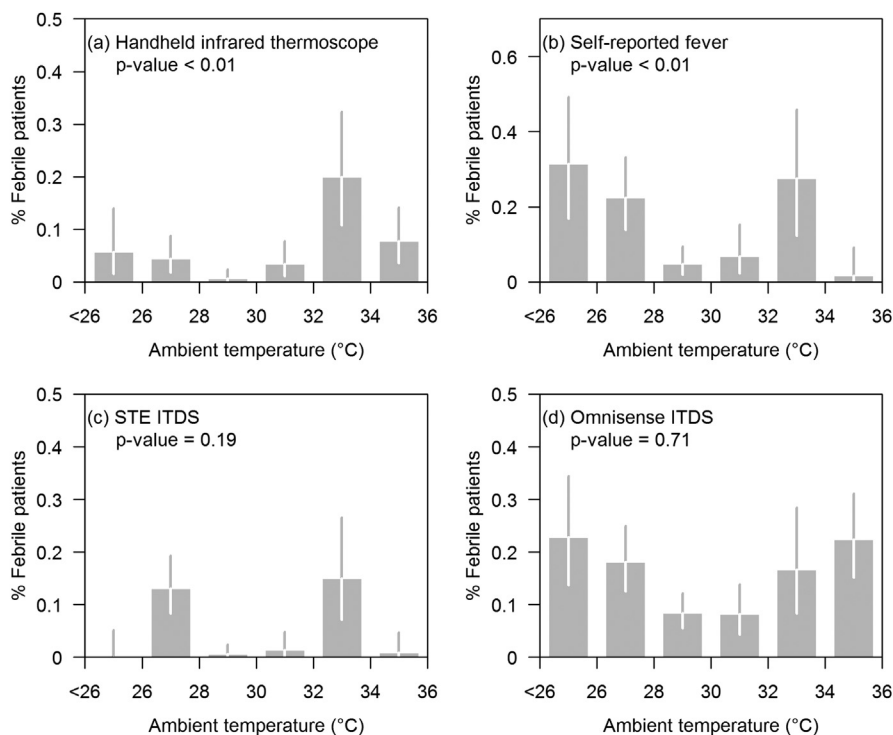 (a) Handheld infrared thermoscope
p-value < 0.01
% Febrile patients
0.5
0.4
0.3
0.2
0.1
0
<26 28 30 32 34 36
Ambient temperature (°C)
(b) Self-reported fever
p-value < 0.01
% Febrile patients
0.6
0.4
0.2
0
<26 26 28 30 32 34 36
Ambient temperature (°C)
(c) STE ITDS
p-value = 0.19
% Febrile patients
0.5
0.4
0.3
0.2
0.1
0
<26 28 30 32 34 36
Ambient temperature (°C)
(d) Omnisense ITDS
p-value = 0.71
% Febrile patients
0.5
0.4
0.3
0.2
0.1
0
<26 26 28 30 32 34 36
Ambient temperature (°C)